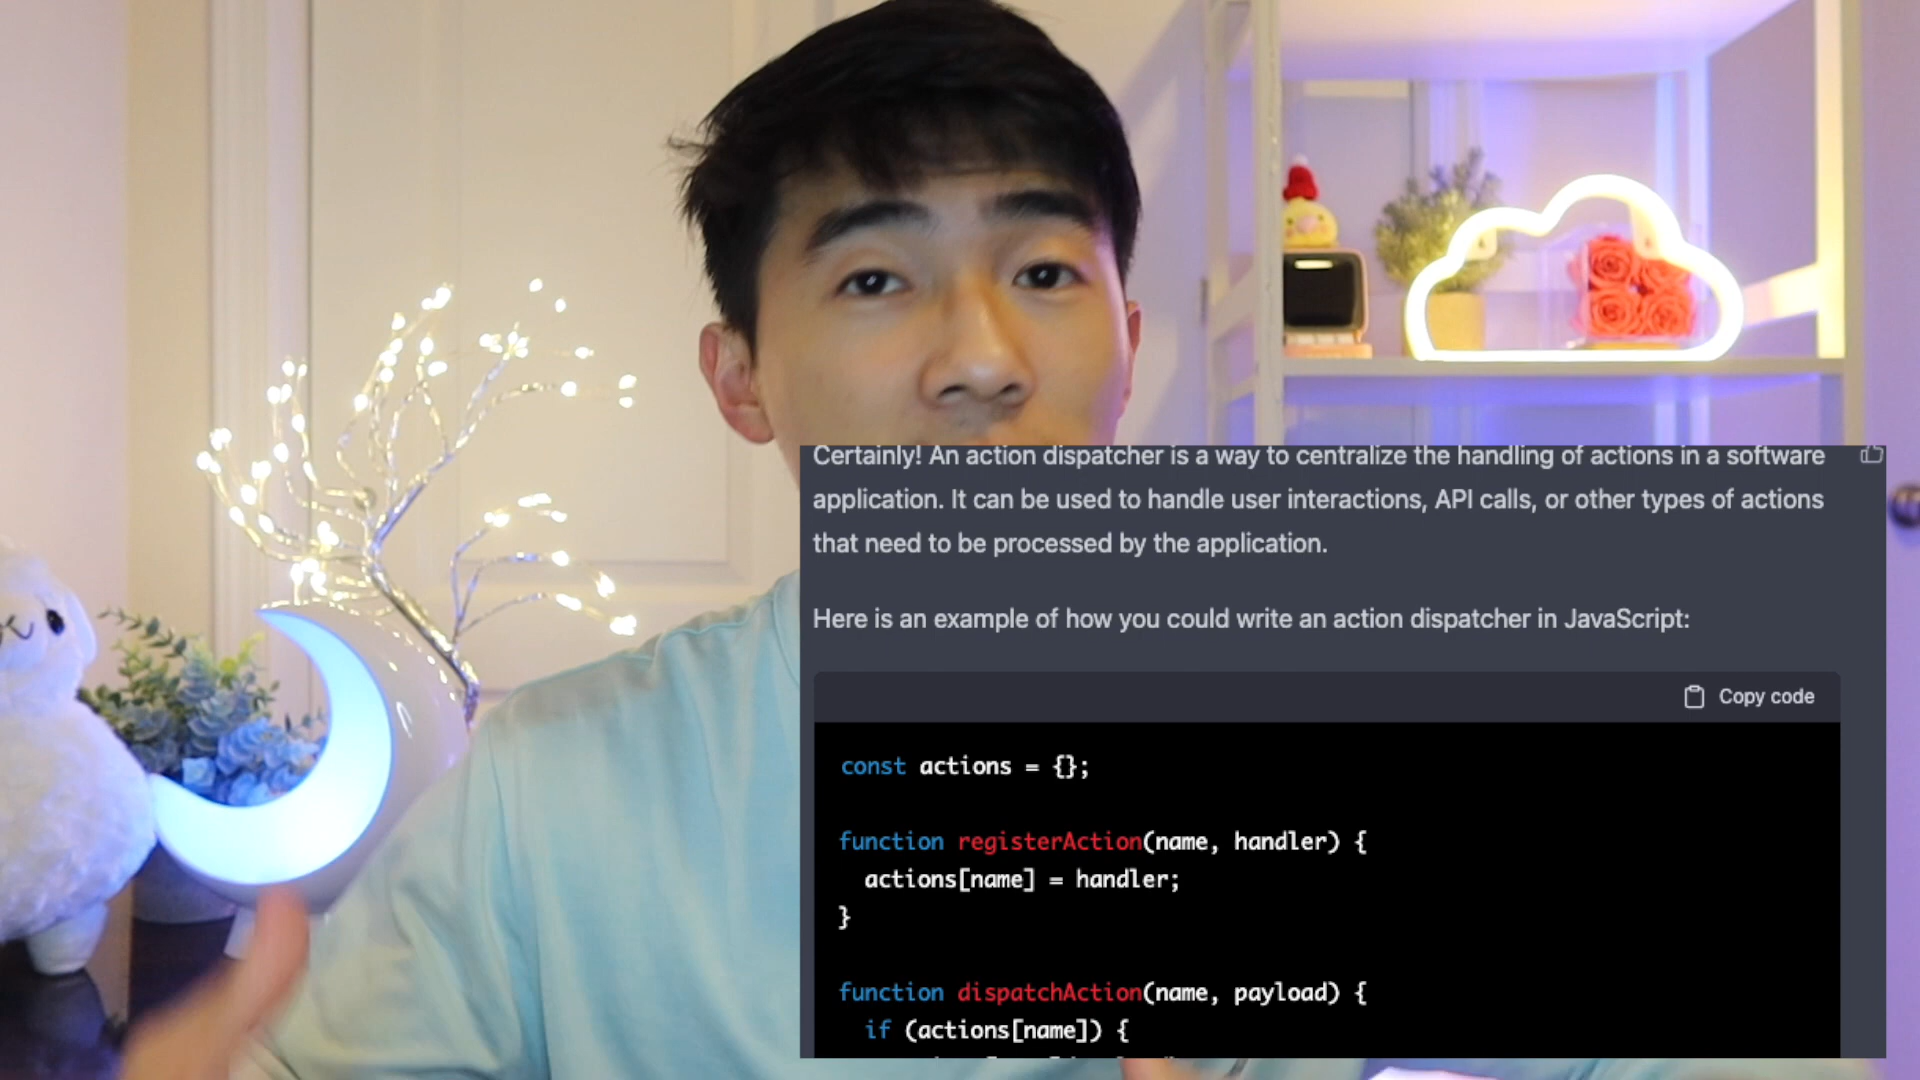 Certainly! An action dispatcher is a way to centralize the handling of actions in a software
application. It can be used to handle user interactions, API calls, or other types of actions
that need to be processed by the application.
Here is an example of how you could write an action dispatcher in JavaScript:
Copy code
const actions = {};
function registerAction(name, handler) {
actions[name] = handler;
}
function dispatchAction(name, payload) {
if (actions[name]) {